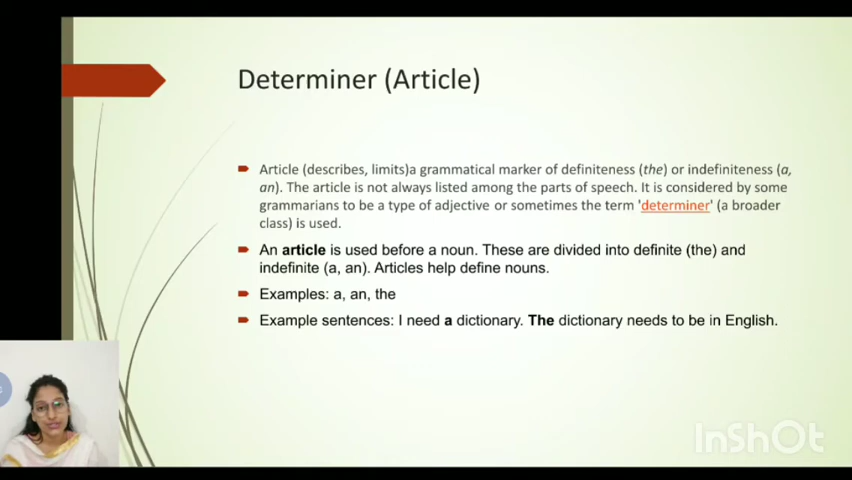 Determiner (Article)
Article (describes, limits)a grammatical marker of definiteness (the) or indefiniteness (a,
an). The article is not always listed among the parts of speech. It is considered by some
grammarians to be a type of adjective or sometimes the term 'determiner' (a broader
class) is used.
An article is used before a noun. These are divided into definite (the) and
indefinite (a, an). Articles help define nouns.
Examples: a, an, the
Example sentences: I need a dictionary. The dictionary needs to be in English.
InShOt